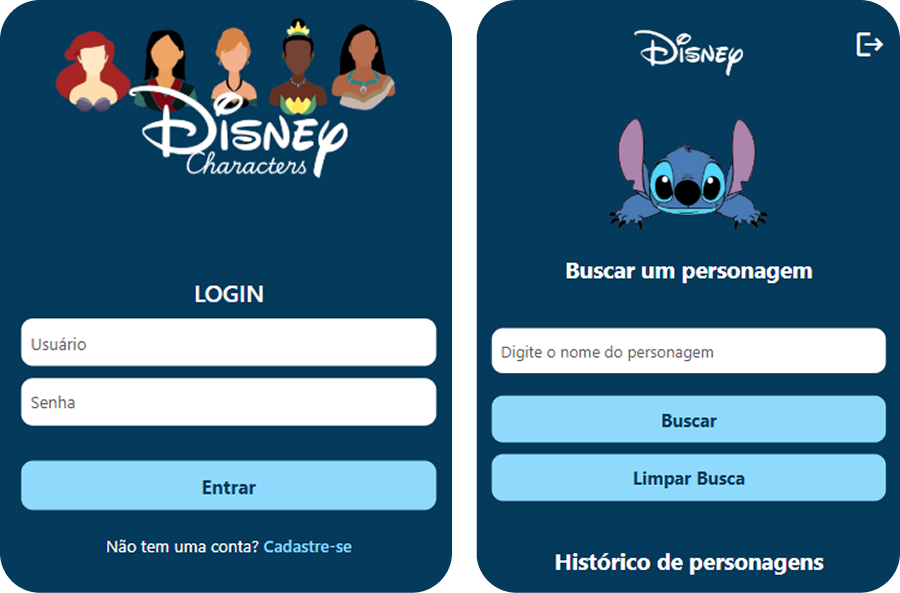 Disney
Characters
LOGIN
Usuário
Senha
Entrar
Não tem uma conta? Cadastre-se
Disney
Buscar um personagem
Digite o nome do personagem
Buscar
Limpar Busca
Histórico de personagens